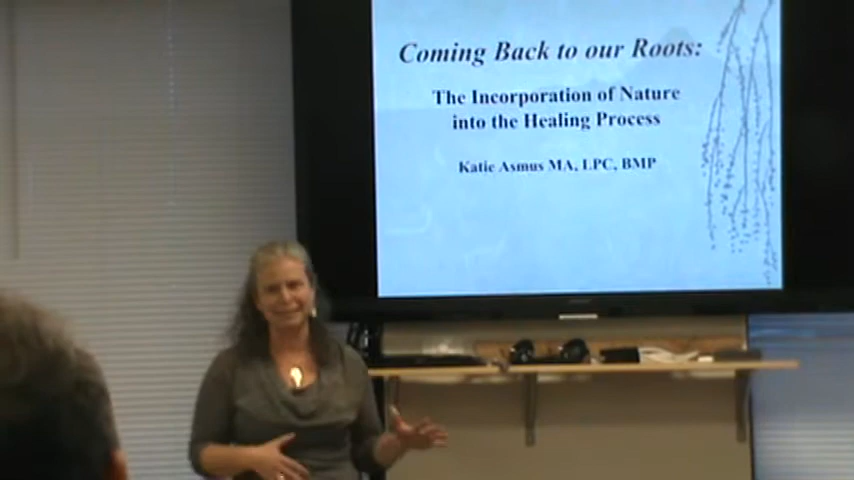 Coming Back to our Roots:
The Incorporation of Nature
into the Healing Process
Katie Asmus MA, LPC, BMP